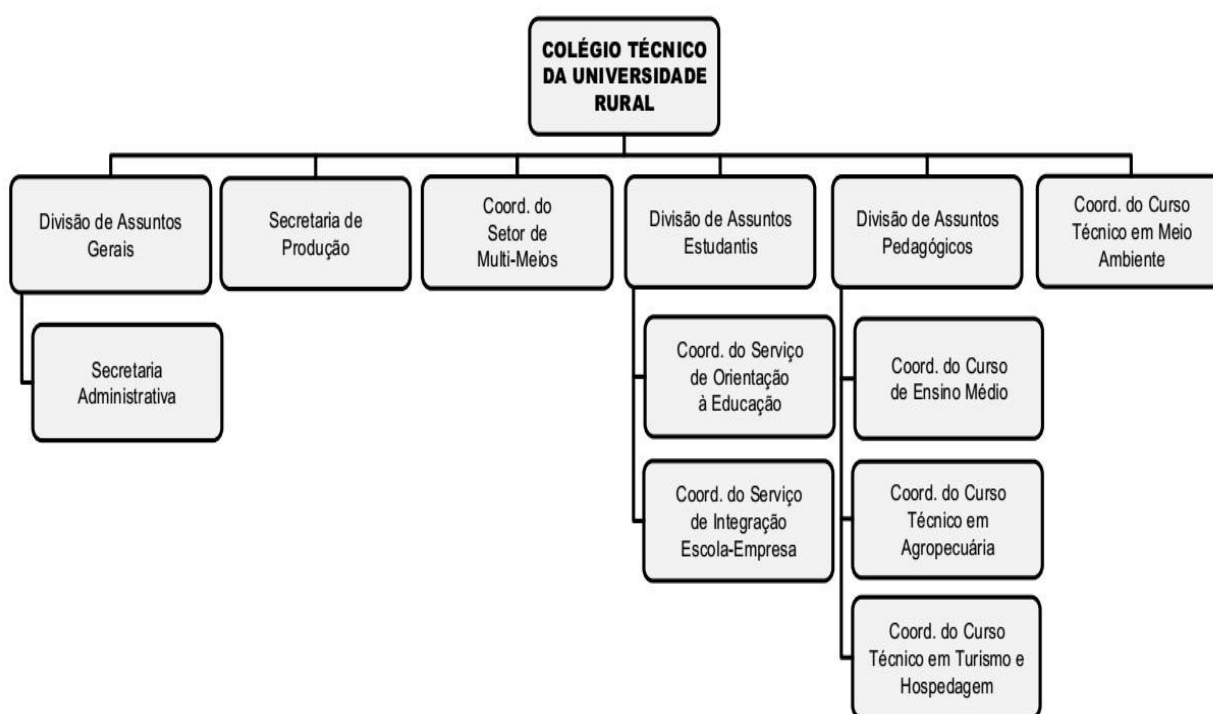 COLÉGIO TÉCNICO
DA UNIVERSIDADE
RURAL
Divisão de Assuntos
Gerais
Secretaria de
Produção
Coord. do
Setor de
Multi-Meios
Divisão de Assuntos
Estudantis
Divisão de Assuntos
Pedagógicos
Coord. do Curso
Técnico em Meio
Ambiente
Secretaria
Administrativa
Coord. do Serviço
de Orientação
à Educação
Coord. do Curso
de Ensino Médio
Coord. do Serviço
de Integração
Escola-Empresa
Coord. do Curso
Técnico em
Agropecuária
Coord. do Curso
Técnico em Turismo e
Hospedagem